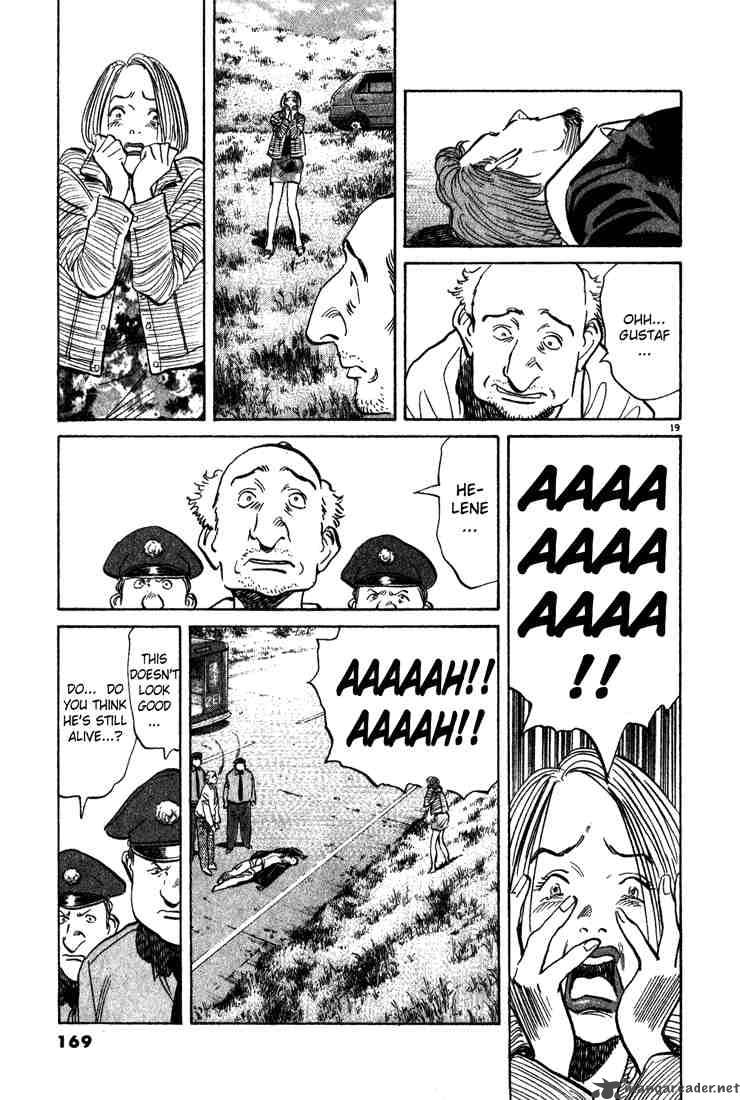 OHH...
GUSTAF
...
19
HE-
LENE
...
AAAA
AAAA
AAAA
!!
AAAAAH!!
AAAAH!!
THIS
DOESN'T
LOOK
GOOD
...
DO... DO
YOU THINK
HE'S STILL
ALIVE...?
169
mangareader.net